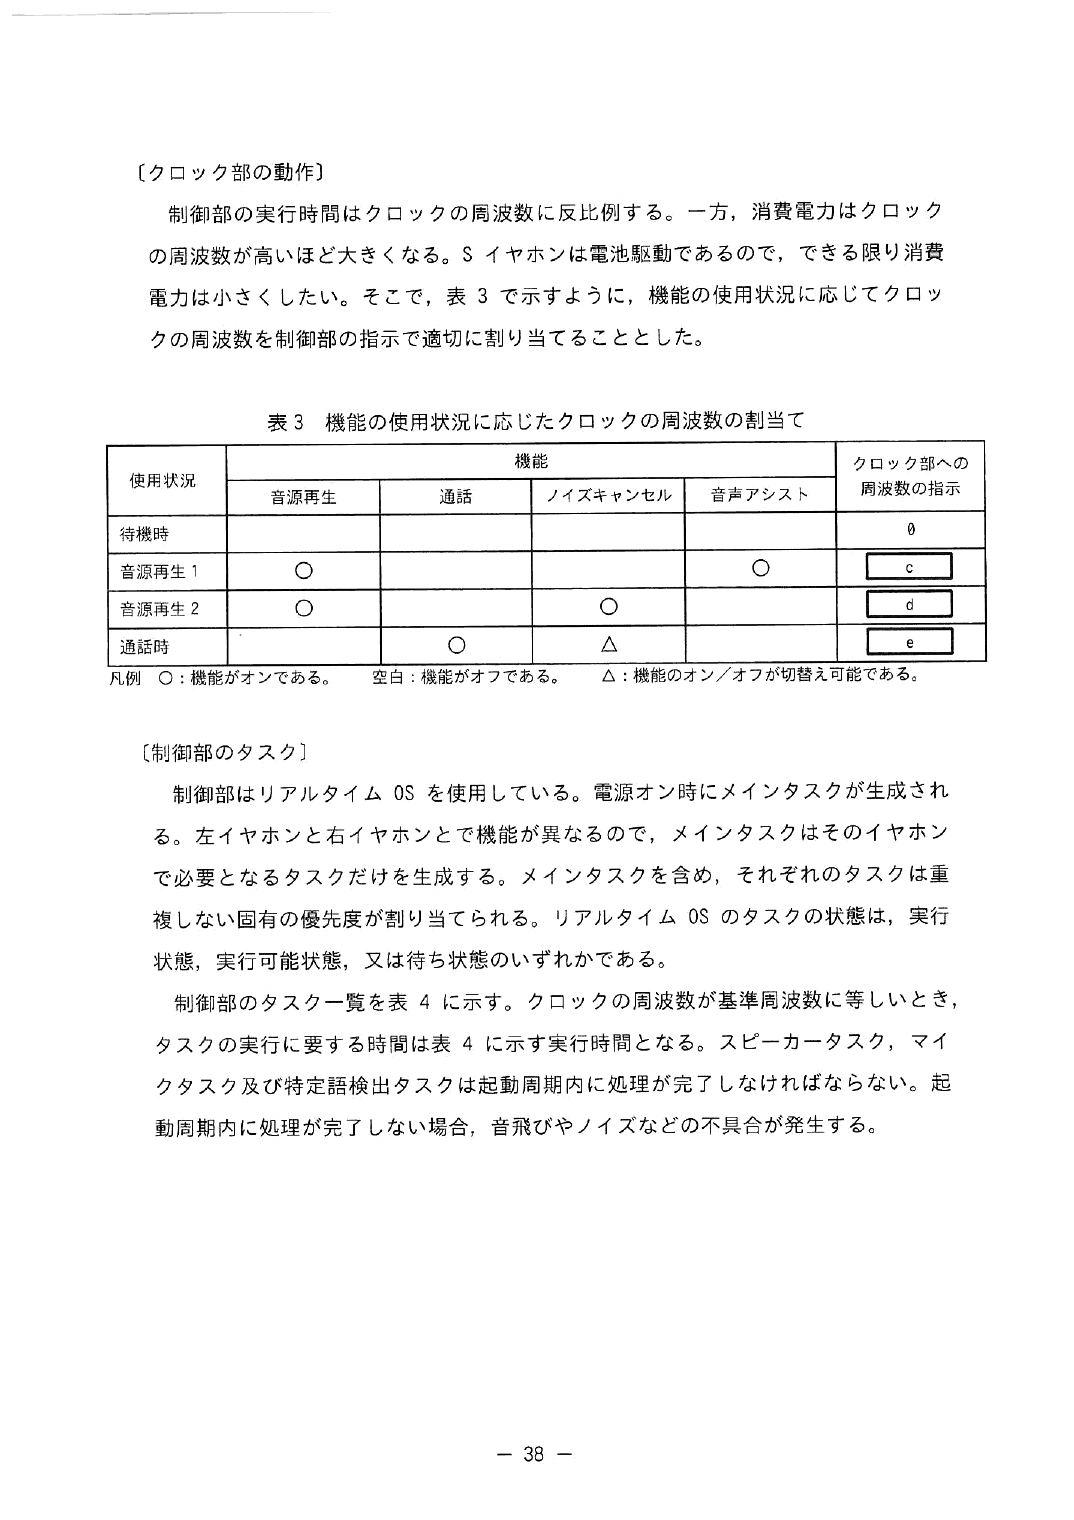 〔クロック部の動作〕
制御部の実行時間はクロックの周波数に反比例する。一方，消費電力はクロック
の周波数が高いほど大きくなる。S イヤホンは電池駆動であるので，できる限り消費
電力は小さくしたい。そこで，表 3 で示すように，機能の使用状況に応じてクロッ
クの周波数を制御部の指示で適切に割り当てることとした。
表 3　機能の使用状況に応じたクロックの周波数の割当て
使用状況 機能 クロック部への
周波数の指示
音源再生 通話 ノイズキャンセル 音声アシスト
待機時 0
音源再生 1 ○ ○ c
音源再生 2 ○ ○ d
通話時 ○ △ e
凡例　○：機能がオンである。　空白：機能がオフである。　△：機能のオン／オフが切替え可能である。
〔制御部のタスク〕
制御部はリアルタイム OS を使用している。電源オン時にメインタスクが生成され
る。左イヤホンと右イヤホンとで機能が異なるので，メインタスクはそのイヤホン
で必要となるタスクだけを生成する。メインタスクを含め，それぞれのタスクは重
複しない固有の優先度が割り当てられる。リアルタイム OS のタスクの状態は，実行
状態，実行可能状態，又は待ち状態のいずれかである。
制御部のタスク一覧を表 4 に示す。クロックの周波数が基準周波数に等しいとき，
タスクの実行に要する時間は表 4 に示す実行時間となる。スピーカータスク，マイ
クタスク及び特定語検出タスクは起動周期内に処理が完了しなければならない。起
動周期内に処理が完了しない場合，音飛びやノイズなどの不具合が発生する。
－ 38 －